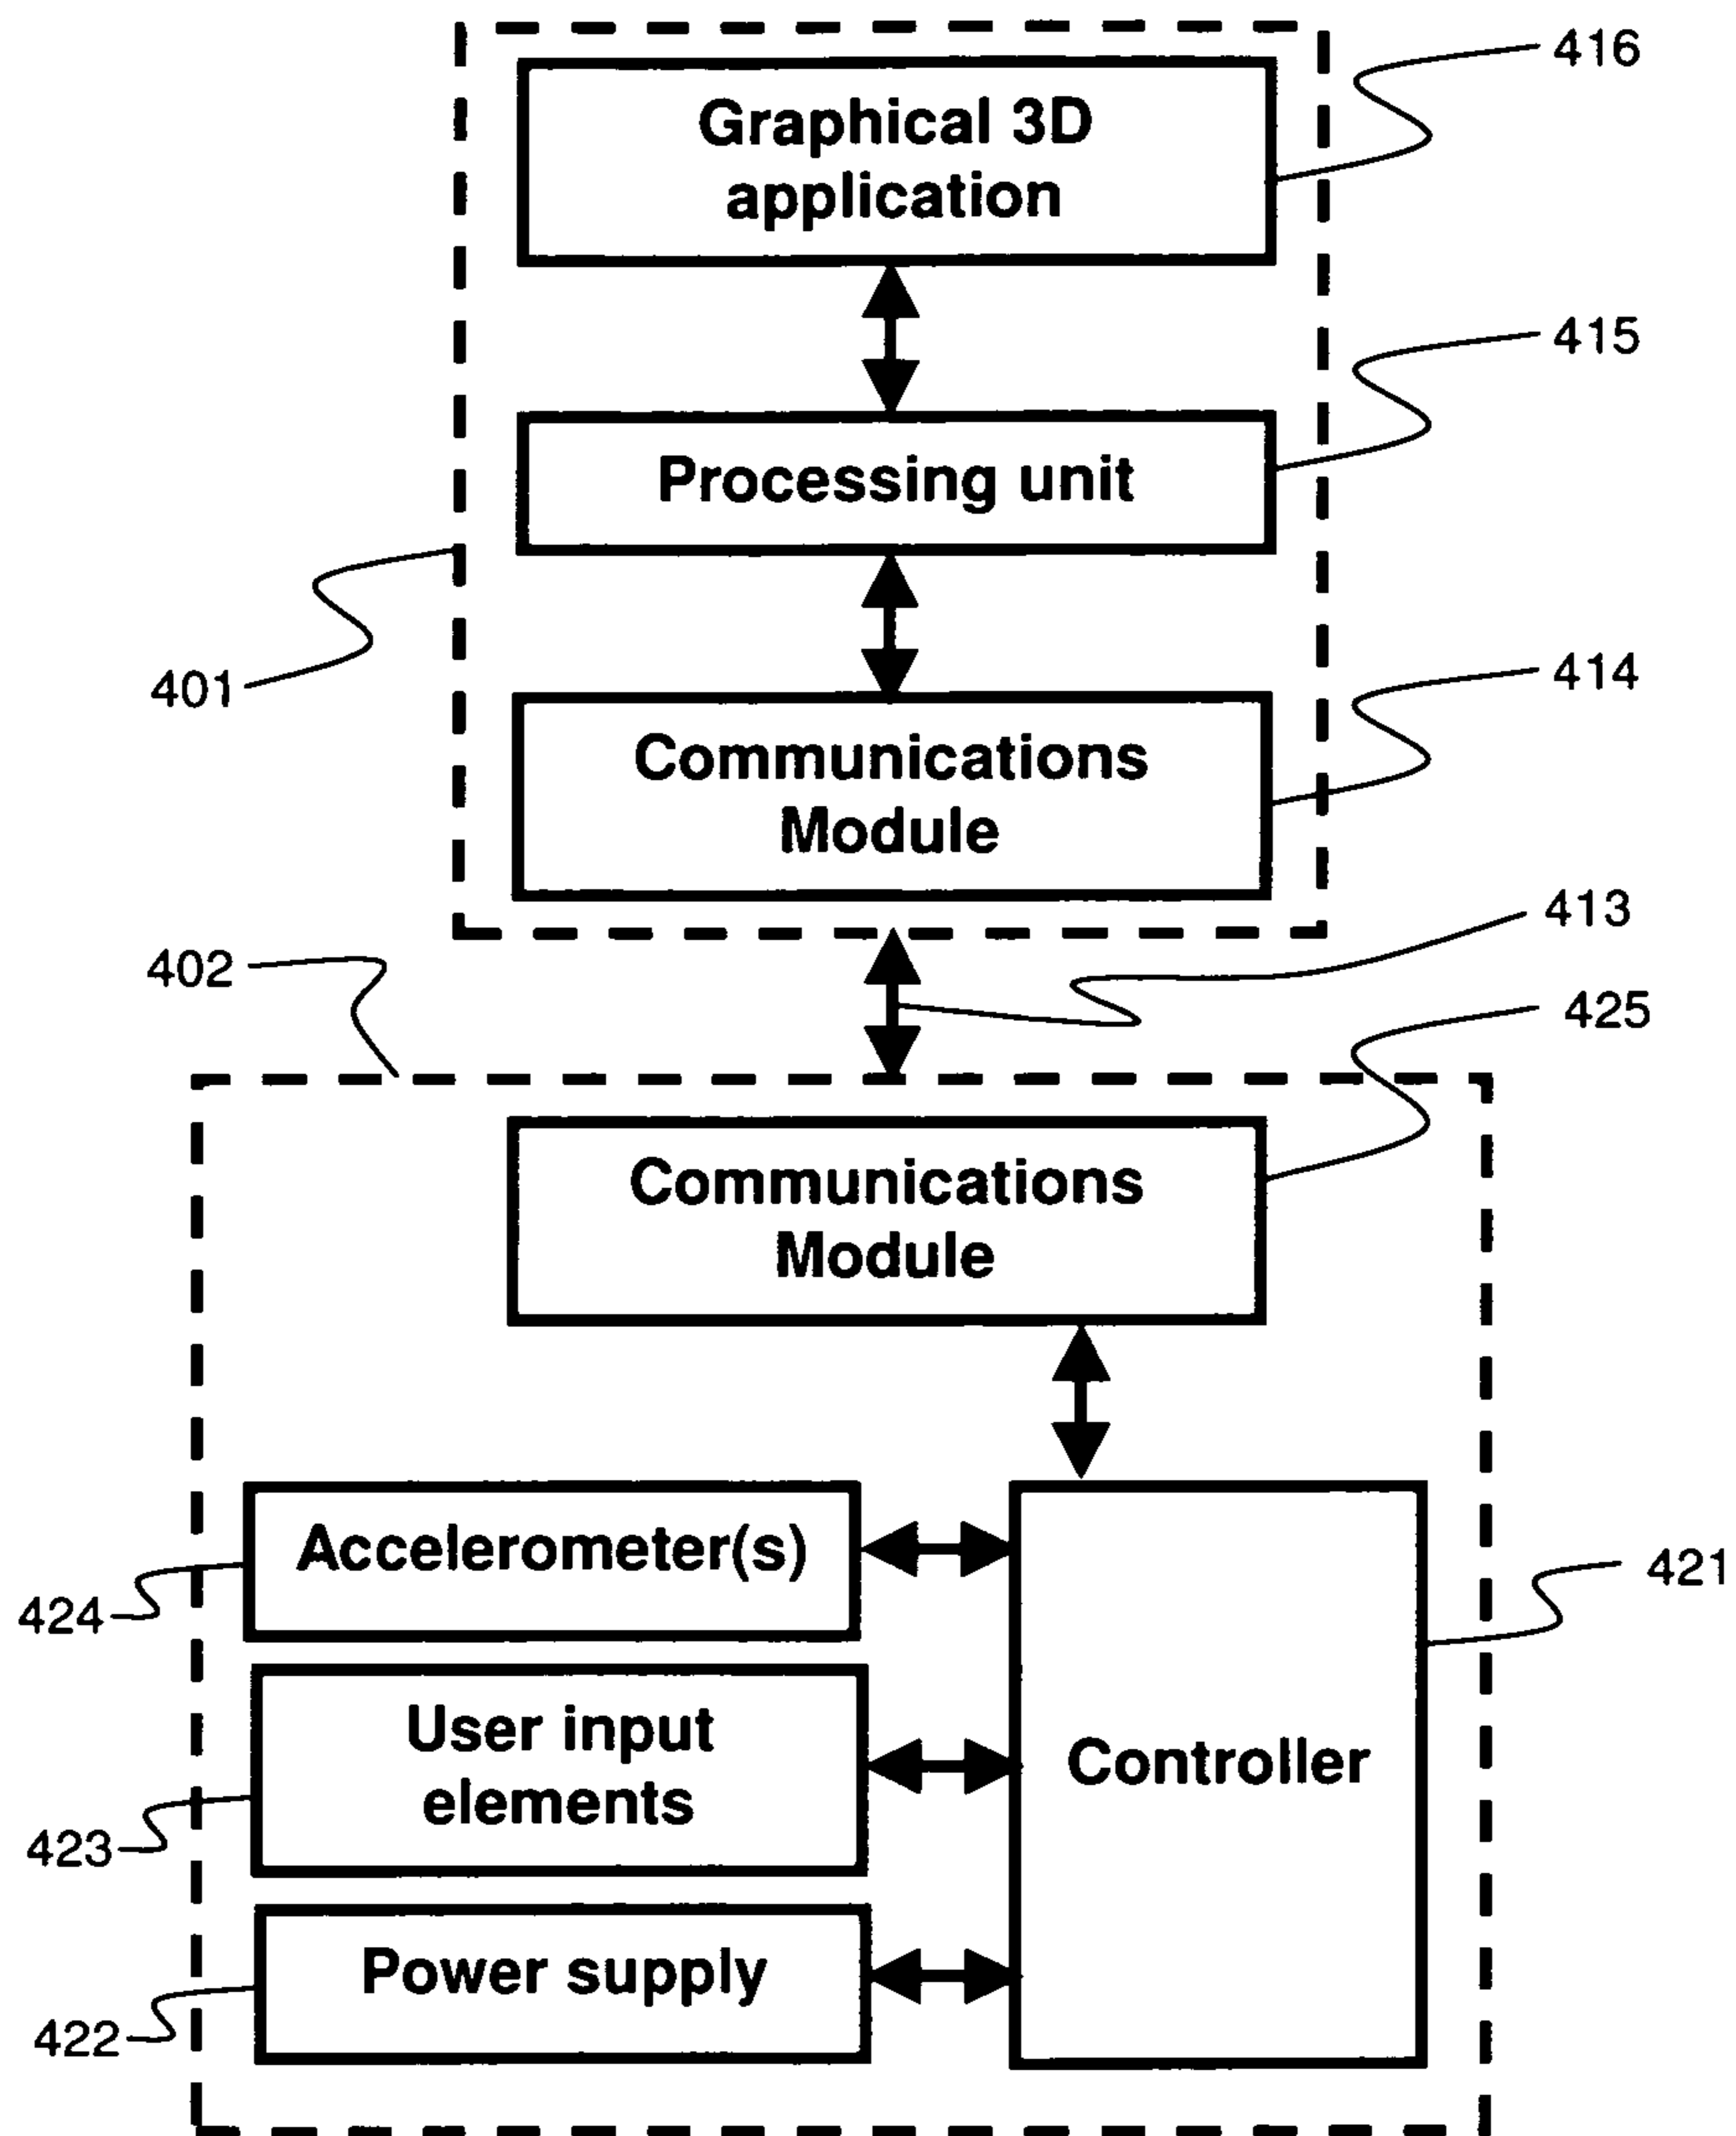 416
Graphical 3D
application
415
Processing unit
401
414
Communications
Module
413
402
425
Communications
Module
Accelerometer(s)
424
421
User input
elements
Controller
423
Power supply
422